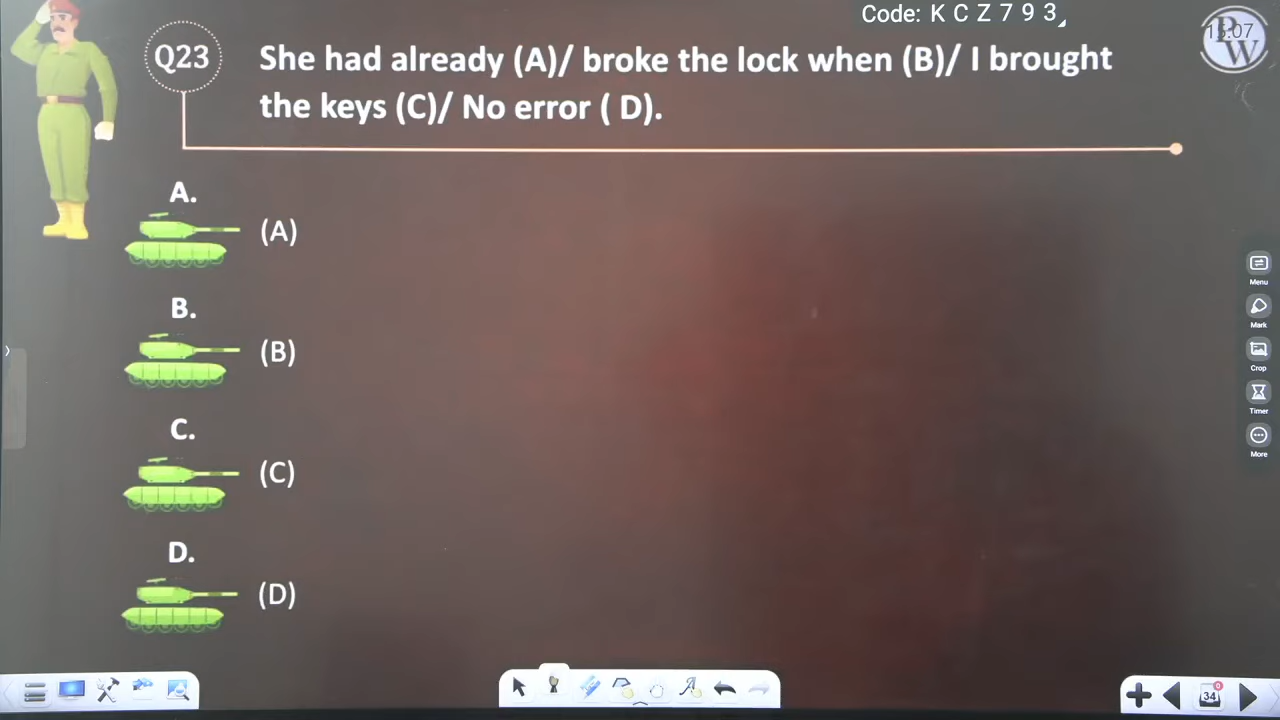 Code: K C Z 7 9 3
Q23
She had already (A)/ broke the lock when (B)/ I brought
the keys (C)/ No error ( D).
A.
(A)
B.
(B)
C.
(C)
D.
(D)
Menu
Mark
Crop
Timer
More
34